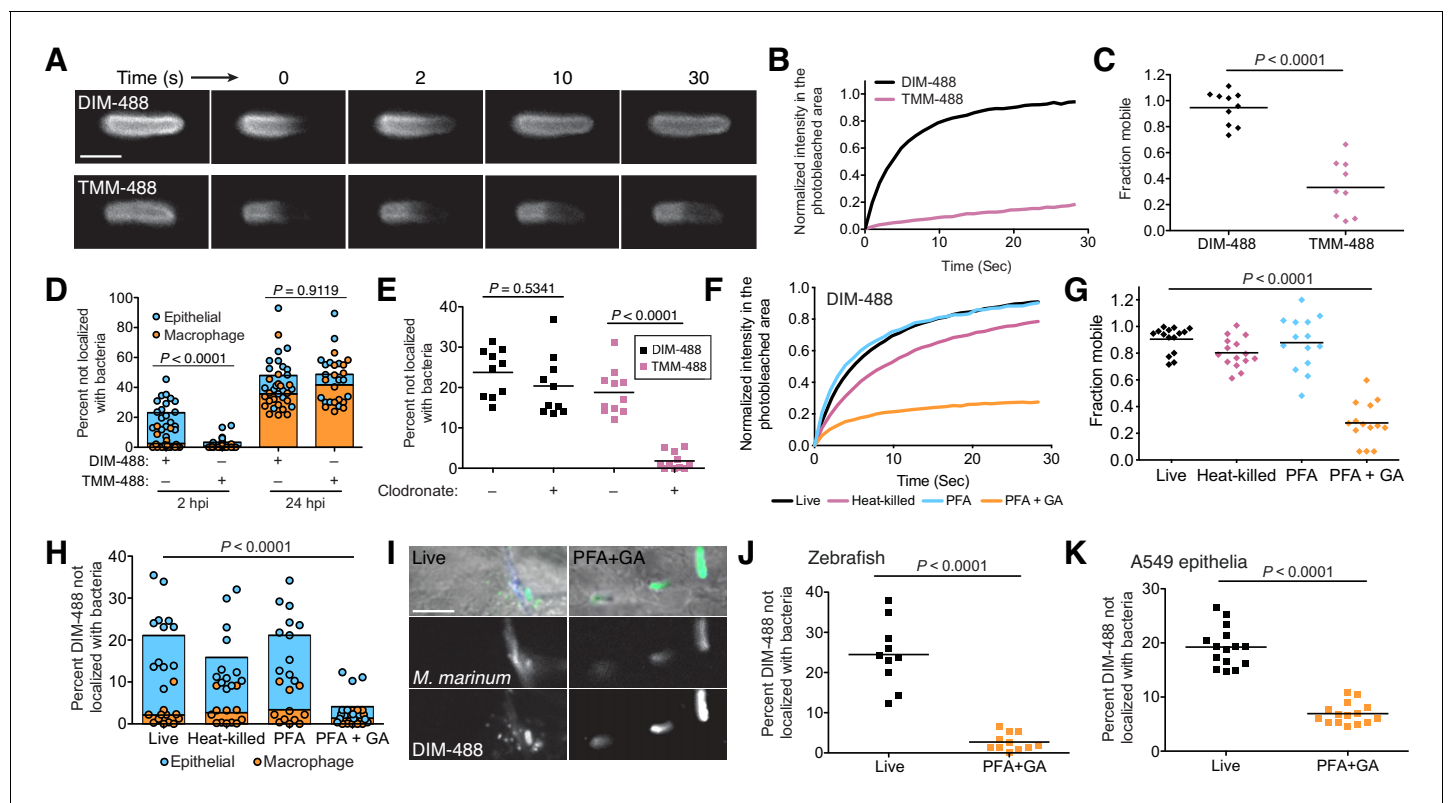 A
Time (s)
0
2
10
30
DIM-488
TMM-488
B
Normalized intensity in the
photobleached area
1.0
0.8
0.6
0.4
0.2
0.0
0
10
20
30
Time (Sec)
DIM-488
TMM-488
C
P < 0.0001
Fraction mobile
1.2
1.0
0.8
0.6
0.4
0.2
0.0
DIM-488
TMM-488
D
Percent not localized
with bacteria
100
80
60
40
20
0
Epithelial
Macrophage
P < 0.0001
P = 0.9119
DIM-488: + – + –
TMM-488: – + – +
2 hpi
24 hpi
E
Percent not localized
with bacteria
40
30
20
10
0
P = 0.5341
P < 0.0001
DIM-488
TMM-488
Clodronate: – + – +
F
DIM-488
Normalized intensity in the
photobleached area
1.0
0.8
0.6
0.4
0.2
0.0
0
10
20
30
Time (Sec)
Live
Heat-killed
PFA
PFA + GA
G
P < 0.0001
Fraction mobile
1.2
1.0
0.8
0.6
0.4
0.2
0.0
Live
Heat-killed
PFA
PFA + GA
H
P < 0.0001
Percent DIM-488 not
localized with bacteria
40
30
20
10
0
Live
Heat-killed
PFA
PFA + GA
Epithelial
Macrophage
I
Live
PFA+GA
M. marinum
DIM-488
J
Zebrafish
P < 0.0001
Percent DIM-488 not
localized with bacteria
40
30
20
10
0
Live
PFA+GA
K
A549 epithelia
P < 0.0001
Percent DIM-488 not
localized with bacteria
30
20
10
0
Live
PFA+GA